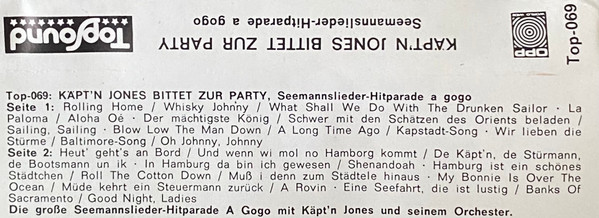 TopSound
KÄPT'N JONES BITTET ZUR PARTY
Seemannslieder-Hitparade a gogo
OPP
Top-069
Top-069: KÄPT'N JONES BITTET ZUR PARTY, Seemannslieder-Hitparade a gogo
Seite 1: Rolling Home / Whisky Johnny / What Shall We Do With The Drunken Sailor - La
Paloma / Aloha Oé - Der mächtigste König / Schwer mit den Schätzen des Orients beladen /
Sailing, Sailing - Blow Low The Man Down / A Long Time Ago / Kapstadt-Song - Wir lieben die
Stürme / Baltimore-Song / Oh Johnny, Johnny
Seite 2: Heut' geht's an Bord / Und wenn wi mol no Hamborg kommt / De Käpt'n, de Stürmann,
de Bootsmann un ik - In Hamburg da bin ich gewesen / Shenandoah - Hamburg ist ein schönes
Städtchen / Roll The Cotton Down / Muß i denn zum Städtele hinaus - My Bonnie Is Over The
Ocean / Müde kehrt ein Steuermann zurück / A Rovin - Eine Seefahrt, die ist lustig / Banks Of
Sacramento / Good Night, Ladies
Die große Seemannslieder-Hitparade A Gogo mit Käpt'n Jones und seinem Orchester.